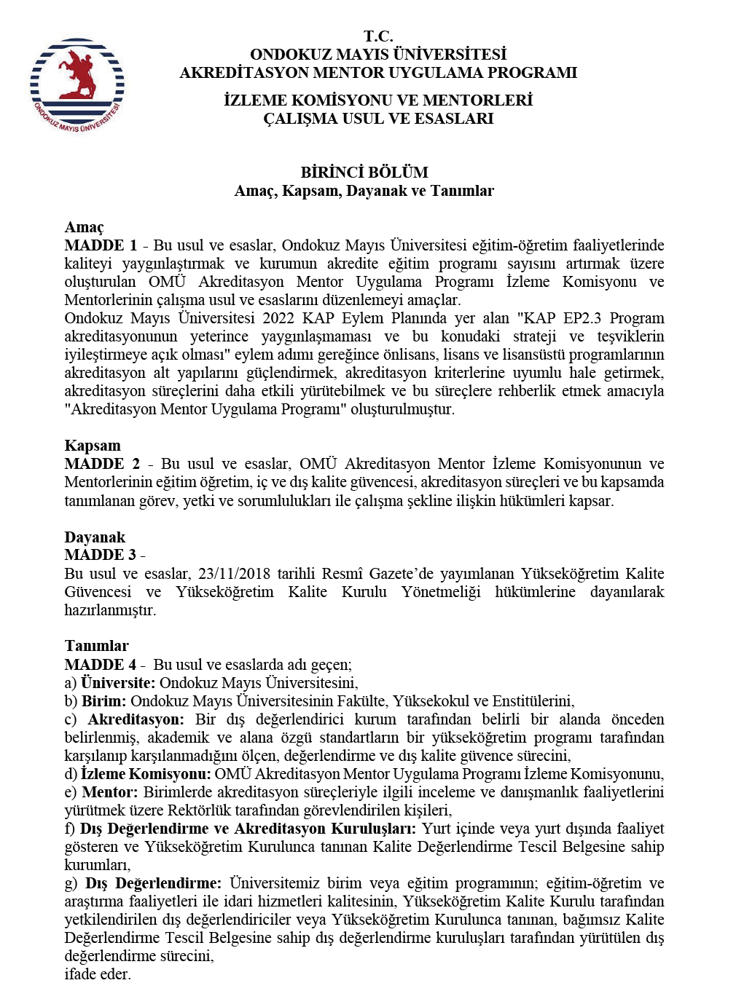 T.C.
ONDOKUZ MAYIS ÜNİVERSİTESİ
AKREDİTASYON MENTOR UYGULAMA PROGRAMI
İZLEME KOMİSYONU VE MENTORLERİ
ÇALIŞMA USUL VE ESASLARI
ONDOKUZ MAYIS ÜNİVERSİTESİ
BİRİNCİ BÖLÜM
Amaç, Kapsam, Dayanak ve Tanımlar
Amaç
MADDE 1 - Bu usul ve esaslar, Ondokuz Mayıs Üniversitesi eğitim-öğretim faaliyetlerinde
kaliteyi yaygınlaştırmak ve kurumun akredite eğitim programı sayısını artırmak üzere
oluşturulan OMÜ Akreditasyon Mentor Uygulama Programı İzleme Komisyonu ve
Mentorlerinin çalışma usul ve esaslarını düzenlemeyi amaçlar.
Ondokuz Mayıs Üniversitesi 2022 KAP Eylem Planında yer alan "KAP EP2.3 Program
akreditasyonunun yeterince yaygınlaşmaması ve bu konudaki strateji ve teşviklerin
iyileştirmeye açık olması" eylem adımı gereğince önlisans, lisans ve lisansüstü programlarının
akreditasyon alt yapılarını güçlendirmek, akreditasyon kriterlerine uyumlu hale getirmek,
akreditasyon süreçlerini daha etkili yürütebilmek ve bu süreçlere rehberlik etmek amacıyla
"Akreditasyon Mentor Uygulama Programı" oluşturulmuştur.
Kapsam
MADDE 2 - Bu usul ve esaslar, OMÜ Akreditasyon Mentor İzleme Komisyonunun ve
Mentorlerinin eğitim öğretim, iç ve dış kalite güvencesi, akreditasyon süreçleri ve bu kapsamda
tanımlanan görev, yetki ve sorumlulukları ile çalışma şekline ilişkin hükümleri kapsar.
Dayanak
MADDE 3 -
Bu usul ve esaslar, 23/11/2018 tarihli Resmî Gazete’de yayımlanan Yükseköğretim Kalite
Güvencesi ve Yükseköğretim Kalite Kurulu Yönetmeliği hükümlerine dayanılarak
hazırlanmıştır.
Tanımlar
MADDE 4 - Bu usul ve esaslarda adı geçen;
a) Üniversite: Ondokuz Mayıs Üniversitesini,
b) Birim: Ondokuz Mayıs Üniversitesinin Fakülte, Yüksekokul ve Enstitülerini,
c) Akreditasyon: Bir dış değerlendirici kurum tarafından belirli bir alanda önceden
belirlenmiş, akademik ve alana özgü standartların bir yükseköğretim programı tarafından
karşılanıp karşılanmadığını ölçen, değerlendirme ve dış kalite güvence sürecini,
d) İzleme Komisyonu: OMÜ Akreditasyon Mentor Uygulama Programı İzleme Komisyonunu,
e) Mentor: Birimlerde akreditasyon süreçleriyle ilgili inceleme ve danışmanlık faaliyetlerini
yürütmek üzere Rektörlük tarafından görevlendirilen kişileri,
f) Dış Değerlendirme ve Akreditasyon Kuruluşları: Yurt içinde veya yurt dışında faaliyet
gösteren ve Yükseköğretim Kurulunca tanınan Kalite Değerlendirme Tescil Belgesine sahip
kurumları,
g) Dış Değerlendirme: Üniversitemiz birim veya eğitim programının; eğitim-öğretim ve
araştırma faaliyetleri ile idari hizmetleri kalitesinin, Yükseköğretim Kalite Kurulu tarafından
yetkilendirilen dış değerlendiriciler veya Yükseköğretim Kurulunca tanınan, bağımsız Kalite
Değerlendirme Tescil Belgesine sahip dış değerlendirme kuruluşları tarafından yürütülen dış
değerlendirme sürecini,
ifade eder.